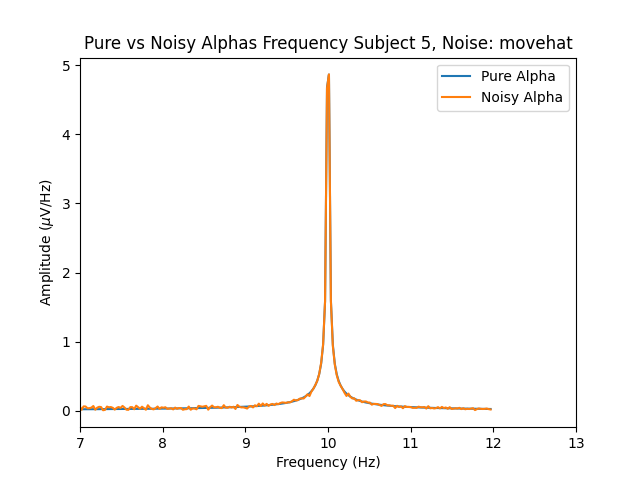 Pure vs Noisy Alphas Frequency Subject 5, Noise: movehat
Pure Alpha
Noisy Alpha
5
4
3
2
1
0
Amplitude (μV/Hz)
7 8 9 10 11 12 13
Frequency (Hz)